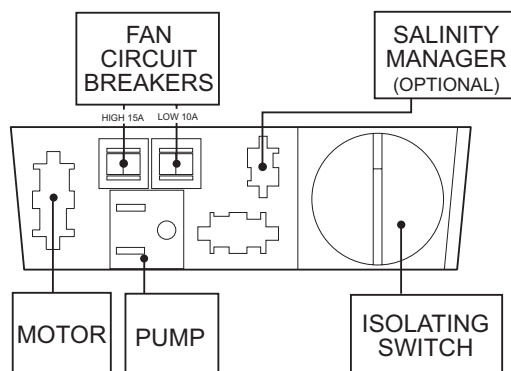 FAN
CIRCUIT
BREAKERS
SALINITY
MANAGER
(OPTIONAL)
HIGH 15A
LOW 10A
MOTOR
PUMP
ISOLATING
SWITCH